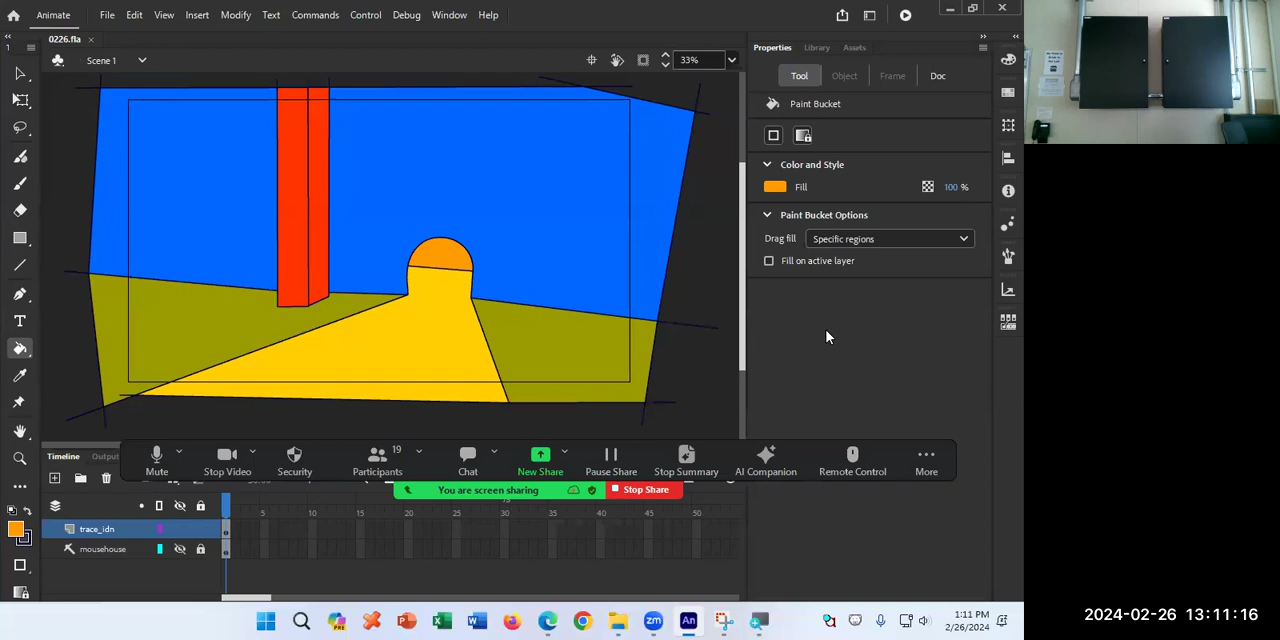 Animate File Edit View Insert Modify Text Commands Control Debug Window Help
0226.fla
Scene 1 33%
Properties Library Assets
Tool Object Frame Doc
Paint Bucket
Color and Style
Fill 100 %
Paint Bucket Options
Drag fill Specific regions
Fill on active layer
Timeline Output
19
Mute Stop Video Security Participants Chat New Share Pause Share Stop Summary AI Companion Remote Control More
You are screen sharing Stop Share
5 10 15 20 25 30 35 40 45 50
trace_idn
mousehouse
1:11 PM
2/26/2024
2024-02-26 13:11:16